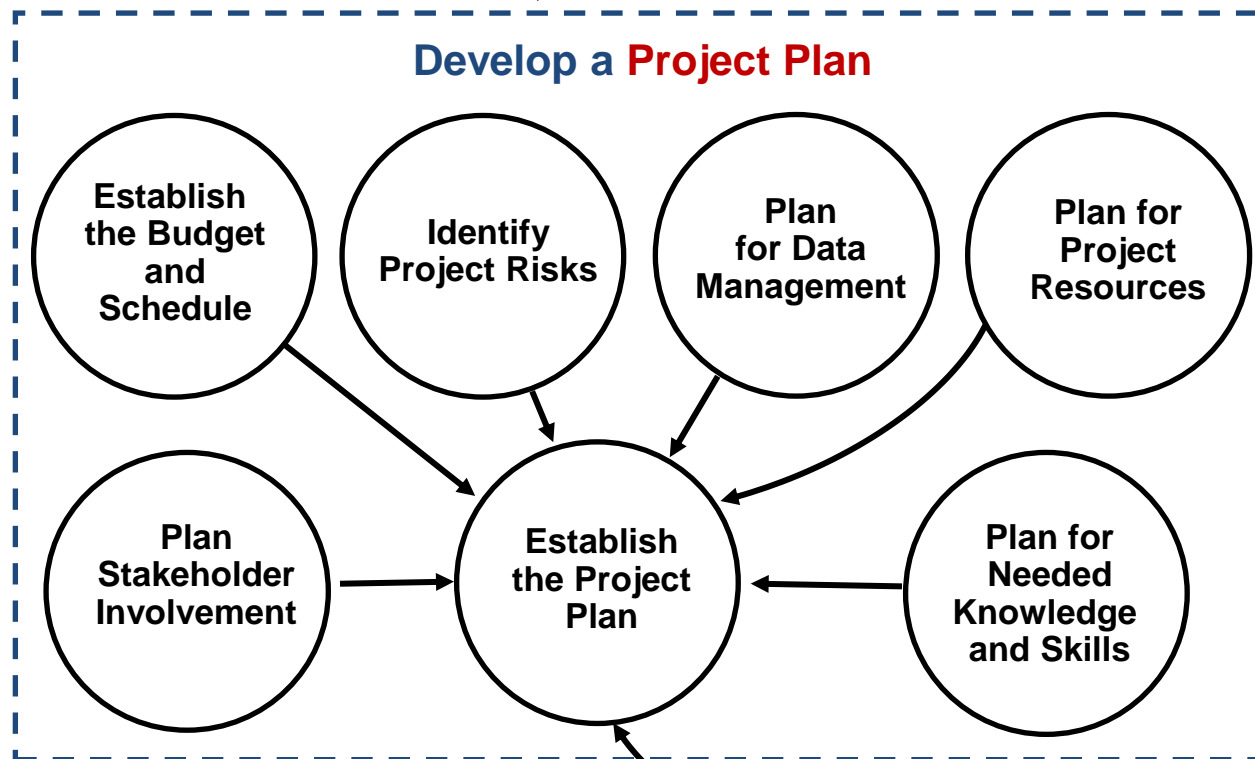 Develop a Project Plan
Establish
the Budget
and
Schedule
Identify
Project Risks
Plan
for Data
Management
Plan for
Project
Resources
Plan
Stakeholder
Involvement
Establish
the Project
Plan
Plan for
Needed
Knowledge
and Skills